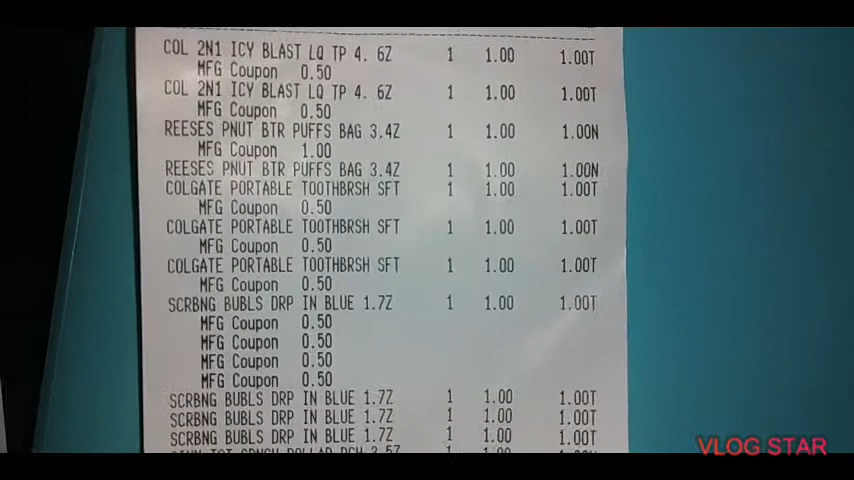 COL 2N1 ICY BLAST LQ TP 4. 6Z 1 1.00 1.00T
MFG Coupon 0.50
COL 2N1 ICY BLAST LQ TP 4. 6Z 1 1.00 1.00T
MFG Coupon 0.50
REESES PNUT BTR PUFFS BAG 3.4Z 1 1.00 1.00N
MFG Coupon 1.00
REESES PNUT BTR PUFFS BAG 3.4Z 1 1.00 1.00N
COLGATE PORTABLE TOOTHBRSH SFT 1 1.00 1.00T
MFG Coupon 0.50
COLGATE PORTABLE TOOTHBRSH SFT 1 1.00 1.00T
MFG Coupon 0.50
COLGATE PORTABLE TOOTHBRSH SFT 1 1.00 1.00T
MFG Coupon 0.50
SCRBNG BUBLS DRP IN BLUE 1.7Z 1 1.00 1.00T
MFG Coupon 0.50
MFG Coupon 0.50
MFG Coupon 0.50
MFG Coupon 0.50
SCRBNG BUBLS DRP IN BLUE 1.7Z 1 1.00 1.00T
SCRBNG BUBLS DRP IN BLUE 1.7Z 1 1.00 1.00T
SCRBNG BUBLS DRP IN BLUE 1.7Z 1 1.00 1.00T
VLOG STAR